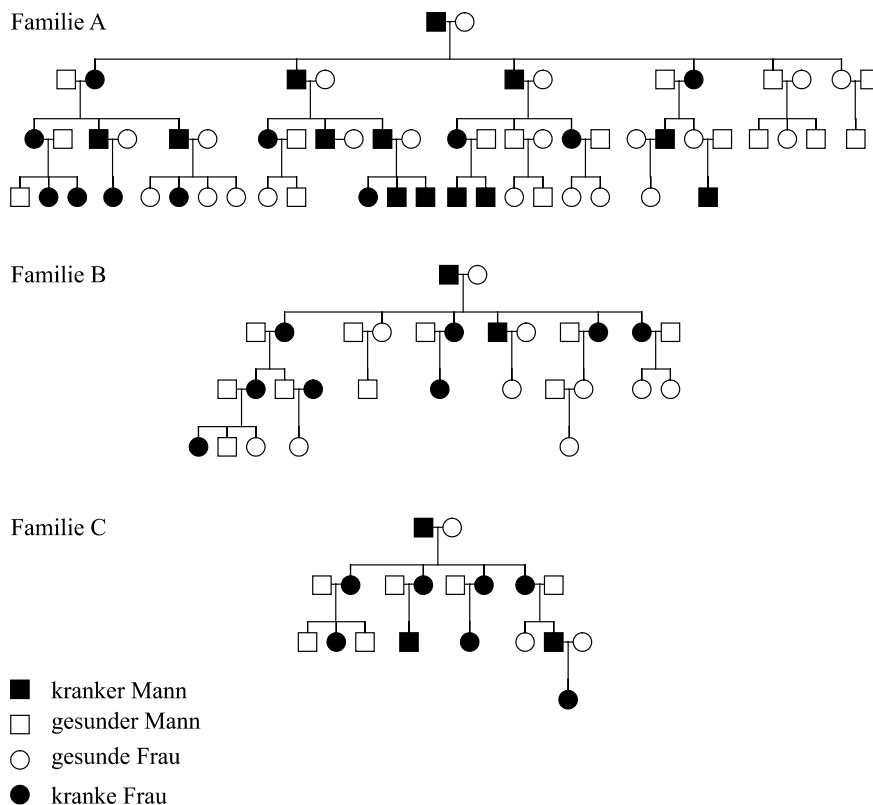 Familie A
Familie B
Familie C
kranker Mann
gesunder Mann
gesunde Frau
kranke Frau